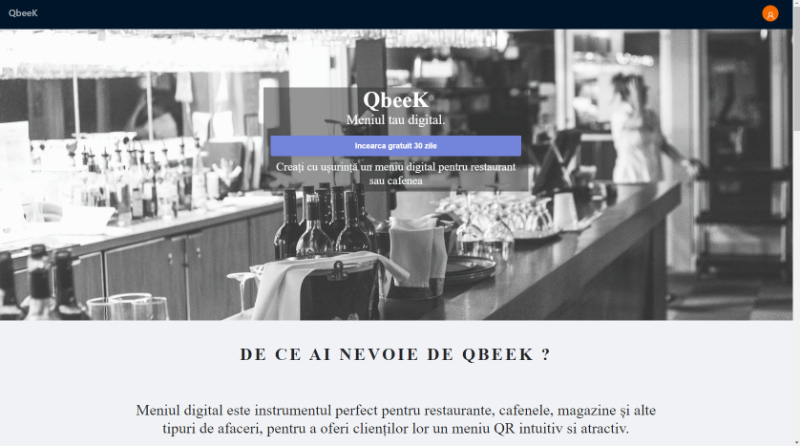 QbeeK
QbeeK
Meniul tau digital.
Incearca gratuit 30 zile
Creați cu ușurință un meniu digital pentru restaurant
sau cafenea
DE CE AI NEVOIE DE QBEEK ?
Meniul digital este instrumentul perfect pentru restaurante, cafenele, magazine și alte
tipuri de afaceri, pentru a oferi clienților lor un meniu QR intuitiv si atractiv.